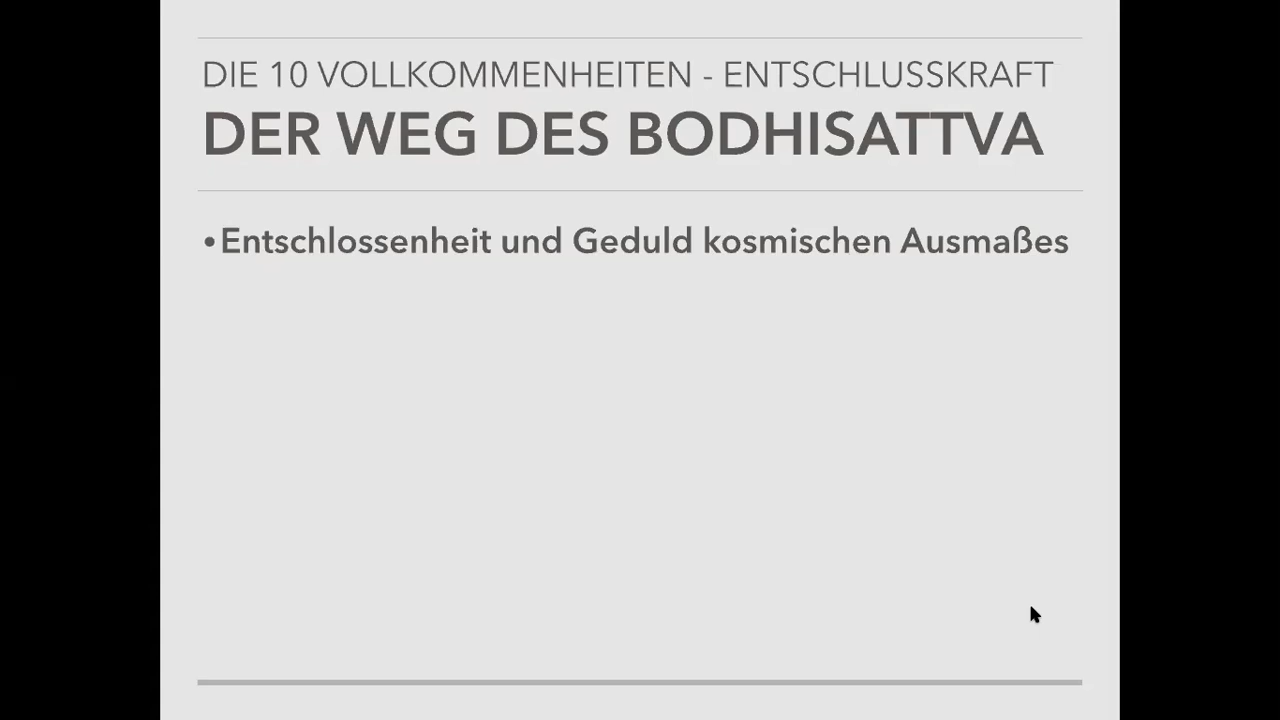 DIE 10 VOLLKOMMENHEITEN - ENTSCHLUSSKRAFT
DER WEG DES BODHISATTVA
•Entschlossenheit und Geduld kosmischen Ausmaßes